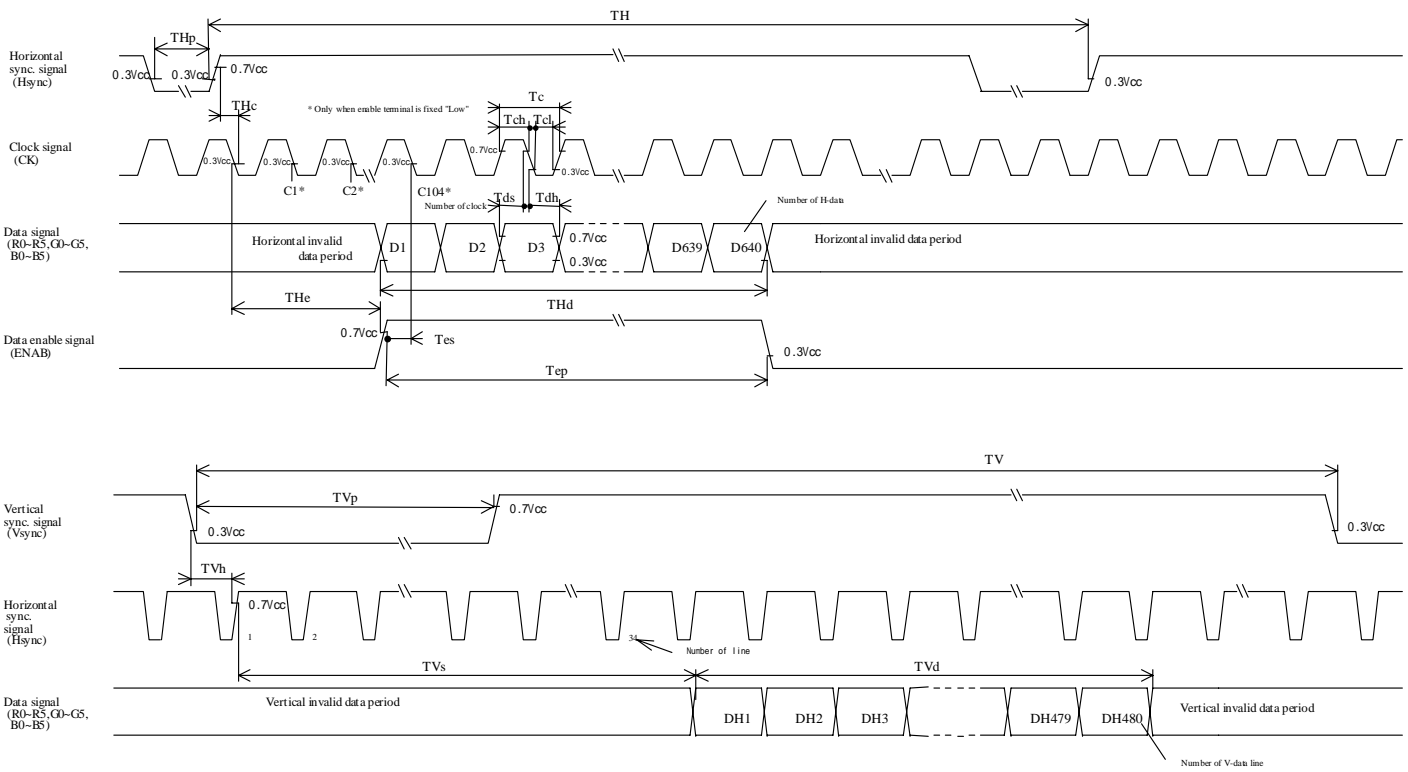 TH
THp
Horizontal
sync. signal
(Hsync)
0.3Vcc
0.3Vcc
0.7Vcc
0.3Vcc
THc
* Only when enable terminal is fixed "Low"
Tc
Tch
Tcl
Clock signal
(CK)
0.3Vcc
0.3Vcc
0.3Vcc
0.3Vcc
0.7Vcc
0.3Vcc
C1*
C2*
C104*
Tds
Tdh
Number of clock
Number of H-data
Data signal
(R0~R5,G0~G5,
B0~B5)
Horizontal invalid
data period
D1
D2
D3
0.7Vcc
0.3Vcc
D639
D640
Horizontal invalid data period
THe
THd
Data enable signal
(ENAB)
0.7Vcc
Tes
0.3Vcc
Tep
TV
TVp
Vertical
sync. signal
(Vsync)
0.3Vcc
0.7Vcc
0.3Vcc
TVh
Horizontal
sync.
signal
(Hsync)
0.7Vcc
1
2
34
Number of line
TVs
TVd
Data signal
(R0~R5,G0~G5,
B0~B5)
Vertical invalid data period
DH1
DH2
DH3
DH479
DH480
Vertical invalid data period
Number of V-data line